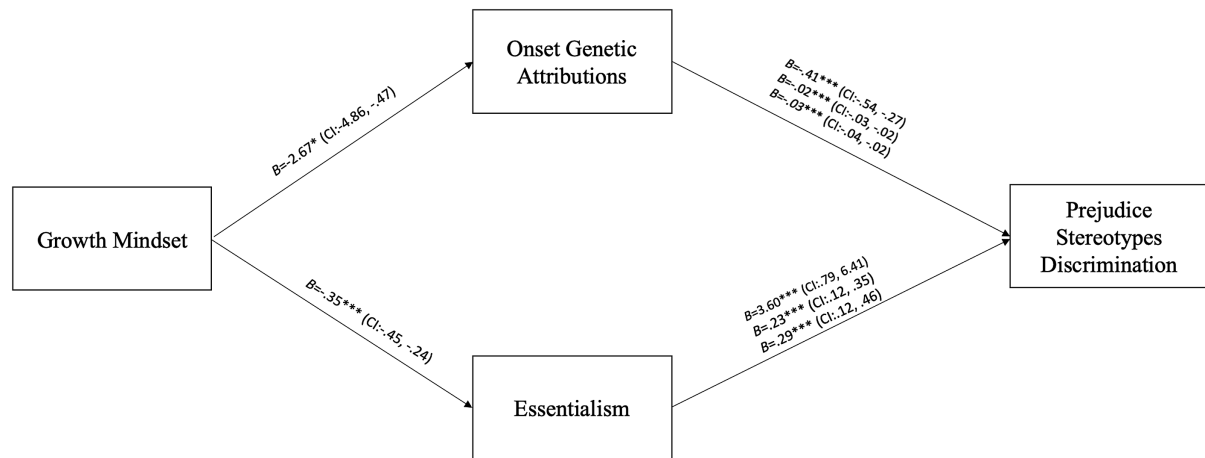 Onset Genetic
Attributions
B=-.41*** (CI:-.54, -.27)
B=-.02*** (CI:-.03, -.02)
B=-.03*** (CI:-.04, -.02)
B=-2.67* (CI:-4.86, -.47)
Growth Mindset
Prejudice
Stereotypes
Discrimination
B=-.35*** (CI:-.45, -.24)
B=3.60*** (CI:.79, 6.41)
B=.23*** (CI:.12, .35)
B=.29*** (CI:.12, .46)
Essentialism